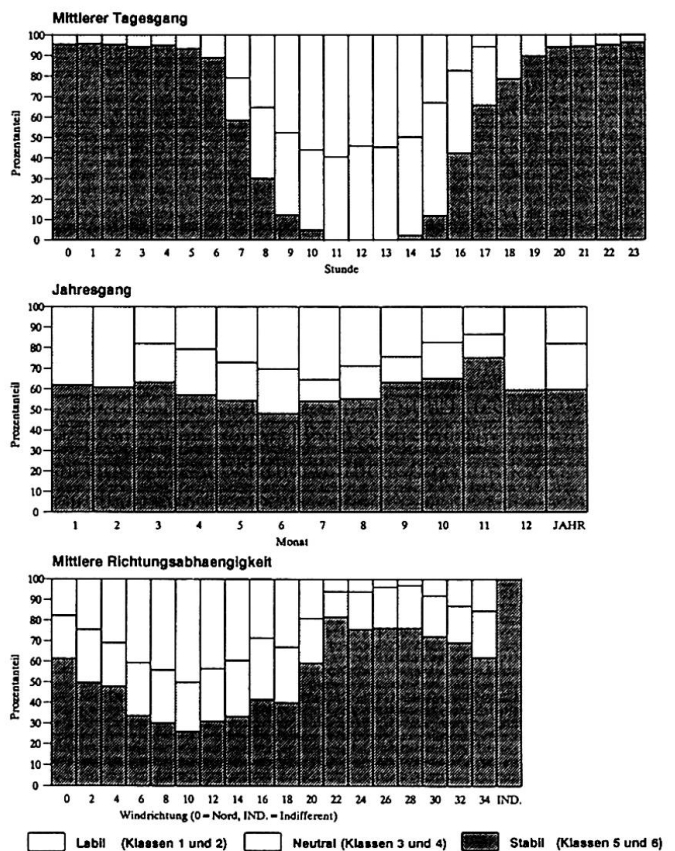 Mittlerer Tagesgang
100
90
80
70
60
50
40
30
20
10
0
Prozentanteil
0 1 2 3 4 5 6 7 8 9 10 11 12 13 14 15 16 17 18 19 20 21 22 23
Stunde
Jahresgang
100
90
80
70
60
50
40
30
20
10
0
Prozentanteil
1 2 3 4 5 6 7 8 9 10 11 12 JAHR
Monat
Mittlere Richtungsabhaengigkeit
100
90
80
70
60
50
40
30
20
10
0
Prozentanteil
0 2 4 6 8 10 12 14 16 18 20 22 24 26 28 30 32 34 IND.
Windrichtung (0 = Nord, IND. = Indifferent)
Labil (Klassen 1 und 2) Neutral (Klassen 3 und 4) Stabil (Klassen 5 und 6)